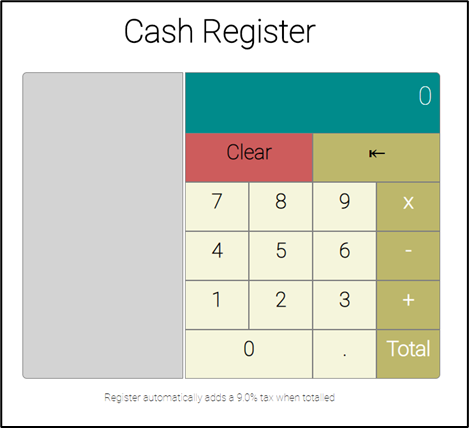 Cash Register
0
Clear ⇤
7 8 9 x
4 5 6 -
1 2 3 +
0 . Total
Register automatically adds a 9.0% tax when totalled